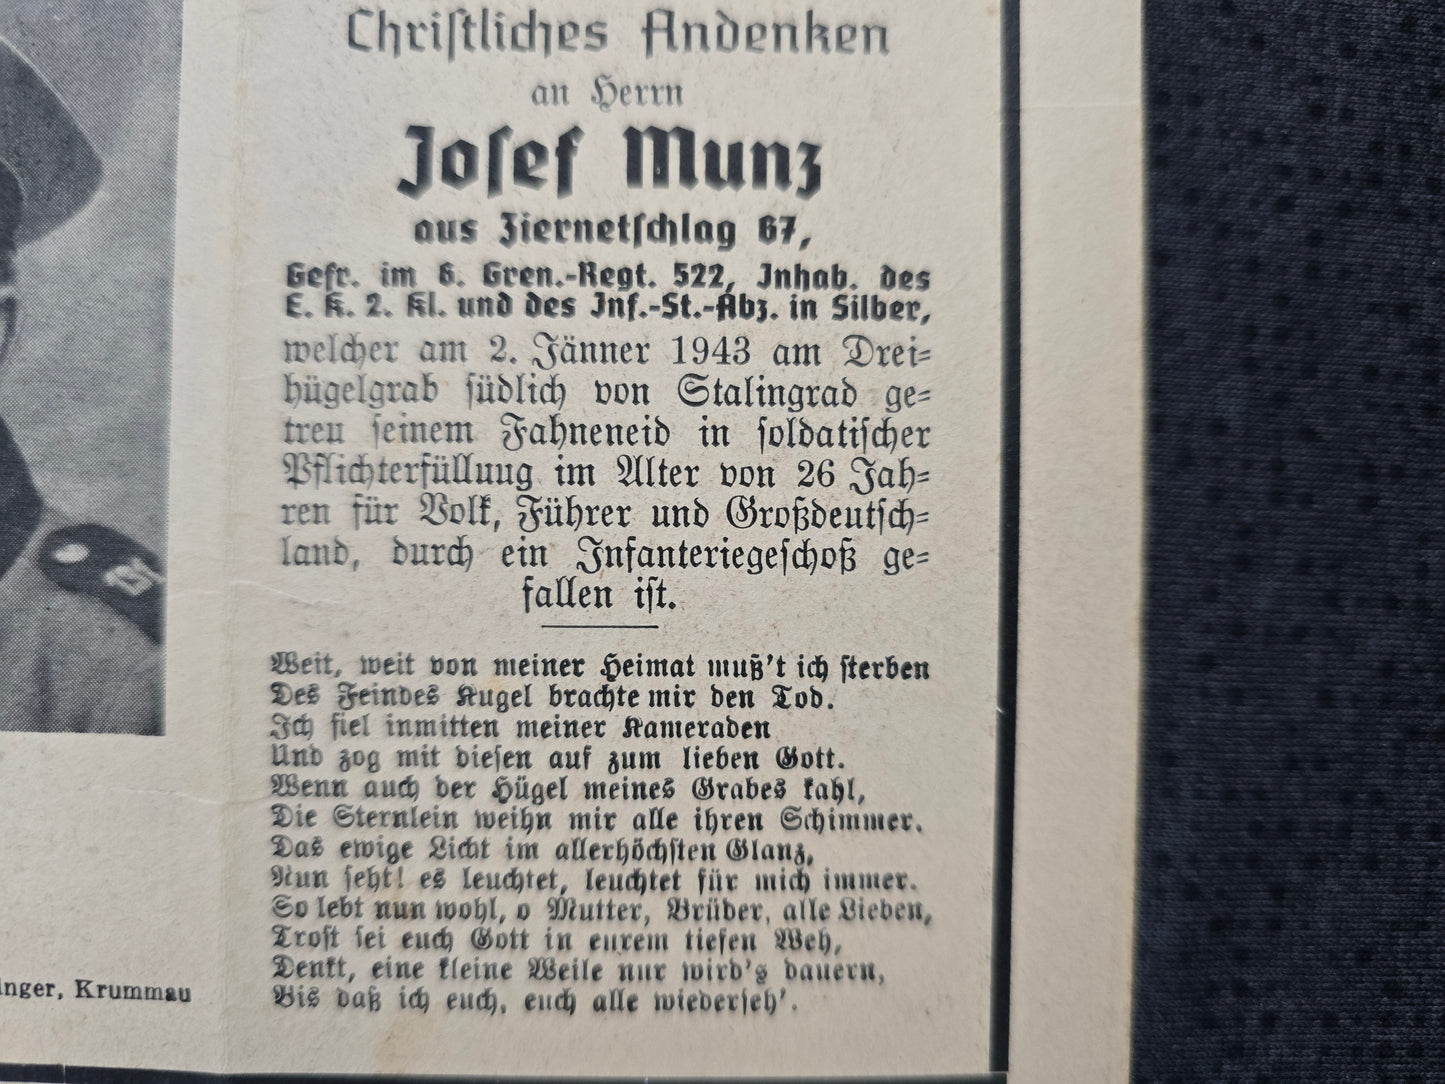 Christliches Andenken
an Herrn
Josef Munz
aus Ziernetschlag 67,
Gefr. im 6. Gren.-Regt. 522, Inhab. des
E. K. 2. Kl. und des Inf.-St.-Abz. in Silber,
welcher am 2. Jänner 1943 am Drei-
hügelgrab südlich von Stalingrad ge-
treu seinem Fahneneid in soldatischer
Pflichterfüllung im Alter von 26 Jah-
ren für Volk, Führer und Großdeutsch-
land, durch ein Infanteriegeschoß ge-
fallen ist.
Weit, weit von meiner Heimat muß't ich sterben
Des Feindes Kugel brachte mir den Tod.
Ich fiel inmitten meiner Kameraden
Und zog mit diesen auf zum lieben Gott.
Wenn auch der Hügel meines Grabes kahl,
Die Sternlein weihn mir alle ihren Schimmer.
Das ewige Licht im allerhöchsten Glanz,
Nun seht! es leuchtet, leuchtet für mich immer.
So lebt nun wohl, o Mutter, Brüder, alle Lieben,
Trost sei euch Gott in eurem tiefen Weh,
Denkt, eine kleine Weile nur wird's dauern,
Bis daß ich euch, euch alle wiederseh'.
inger, Krummau